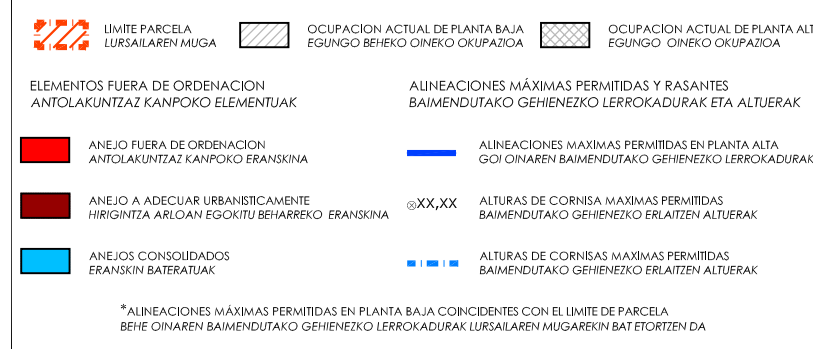 LIMITE PARCELA
LURSAILAREN MUGA
OCUPACION ACTUAL DE PLANTA BAJA
EGUNGO BEHEKO OINEKO OKUPAZIOA
OCUPACION ACTUAL DE PLANTA ALT
EGUNGO OINEKO OKUPAZIOA
ELEMENTOS FUERA DE ORDENACION
ANTOLAKUNTZAZ KANPOKO ELEMENTUAK
ANEJO FUERA DE ORDENACION
ANTOLAKUNTZAZ KANPOKO ERANSKINA
ANEJO A ADECUAR URBANISTICAMENTE
HIRIGINTZA ARLOAN EGOKITU BEHARREKO ERANSKINA
ANEJOS CONSOLIDADOS
ERANSKIN BATERATUAK
ALINEACIONES MÁXIMAS PERMITIDAS Y RASANTES
BAIMENDUTAKO GEHIENEZKO LERROKADURAK ETA ALTUERAK
ALINEACIONES MAXIMAS PERMITIDAS EN PLANTA ALTA
GOI OINAREN BAIMENDUTAKO GEHIENEZKO LERROKADURAK
⊗XX,XX ALTURAS DE CORNISA MAXIMAS PERMITIDAS
BAIMENDUTAKO GEHIENEZKO ERLAITZEN ALTUERAK
ALTURAS DE CORNISAS MAXIMAS PERMITIDAS
BAIMENDUTAKO GEHIENEZKO ERLAITZEN ALTUERAK
*ALINEACIONES MÁXIMAS PERMITIDAS EN PLANTA BAJA COINCIDENTES CON EL LIMITE DE PARCELA
BEHE OINAREN BAIMENDUTAKO GEHIENEZKO LERROKADURAK LURSAILAREN MUGAREKIN BAT ETORTZEN DA